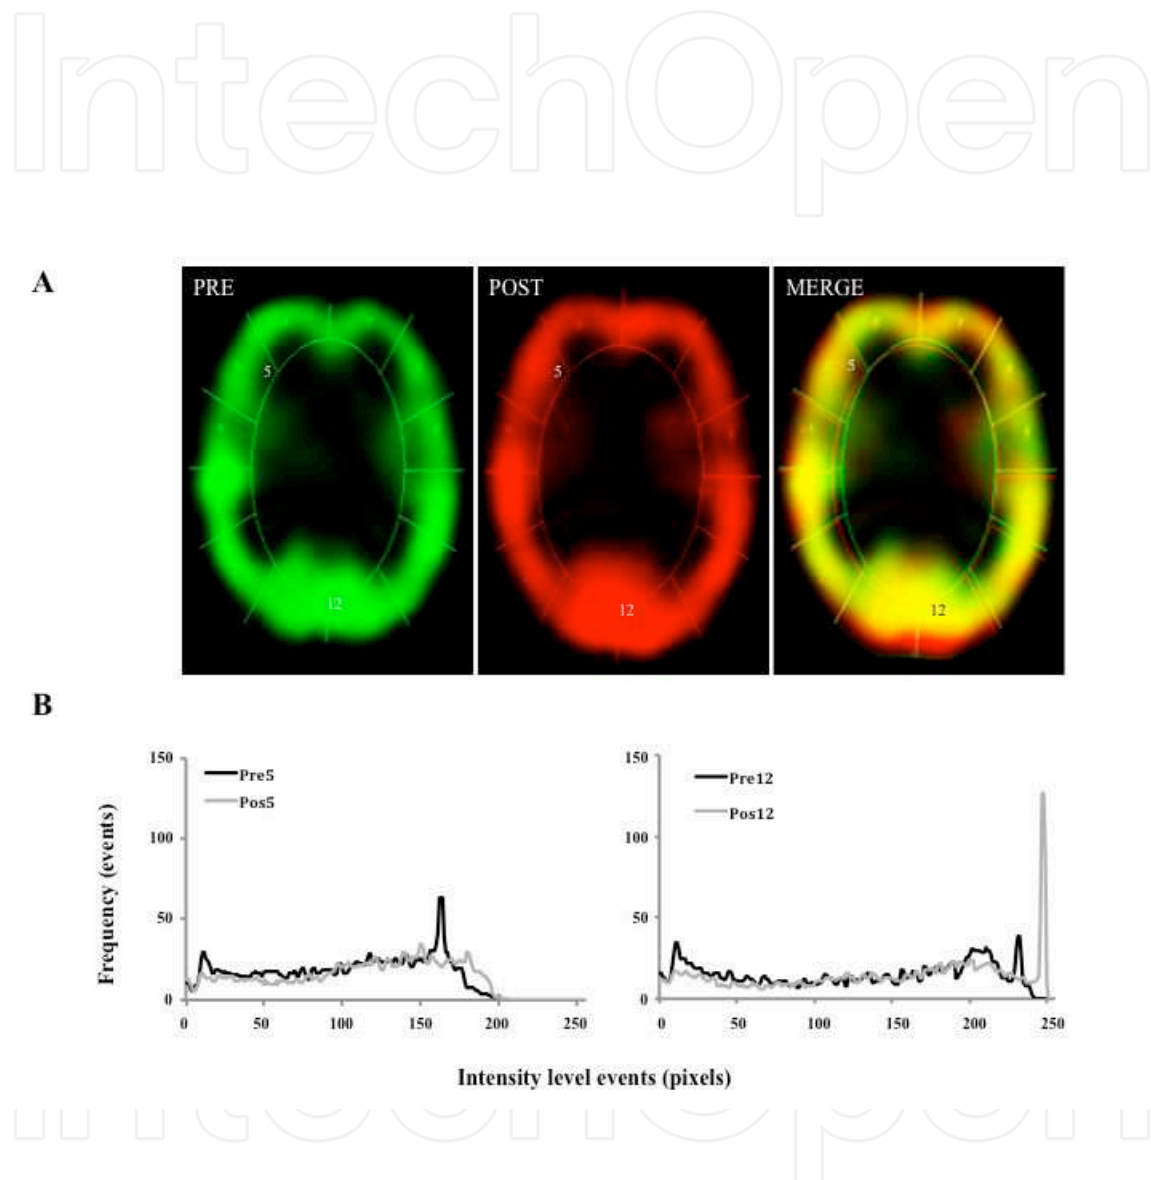 IntechOpen
A
PRE
POST
MERGE
5
5
5
12
12
12
B
150
100
50
0
Pre5
Pos5
0 50 100 150 200 250
Frequency (events)
150
100
50
0
Pre12
Pos12
0 50 100 150 200 250
Intensity level events (pixels)
IntechOpen